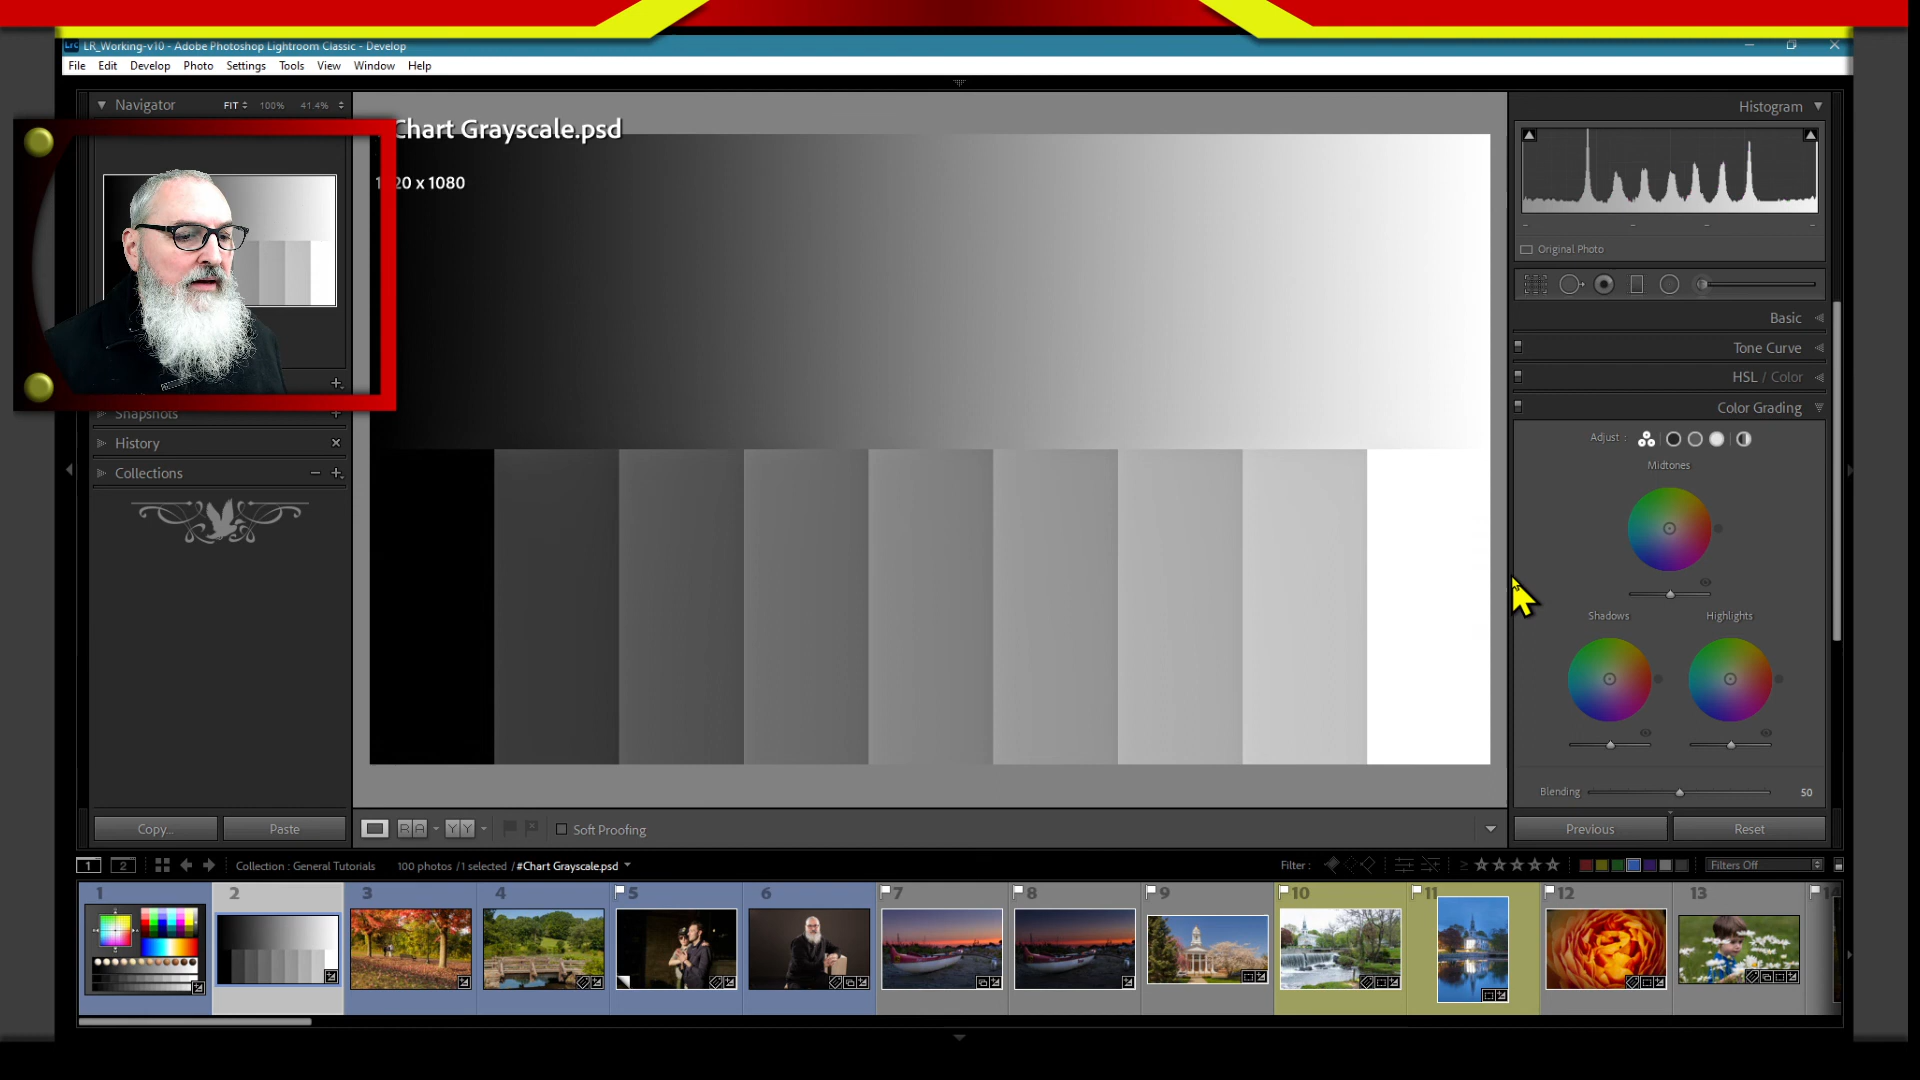 Lrc LR_Working-v10 - Adobe Photoshop Lightroom Classic - Develop
File Edit Develop Photo Settings Tools View Window Help
Navigator FIT 100% 41.4%
Histogram
Chart Grayscale.psd
20 x 1080
Original Photo
Basic
Tone Curve
HSL / Color
Color Grading
Snapshots
History
Collections
Adjust :
Midtones
Shadows Highlights
Blending 50
Copy... Paste
R A Y Y Soft Proofing
Previous Reset
1 2 Collection : General Tutorials 100 photos / 1 selected / #Chart Grayscale.psd
Filter : Filters Off
1 2 3 4 5 6 7 8 9 10 11 12 13 14